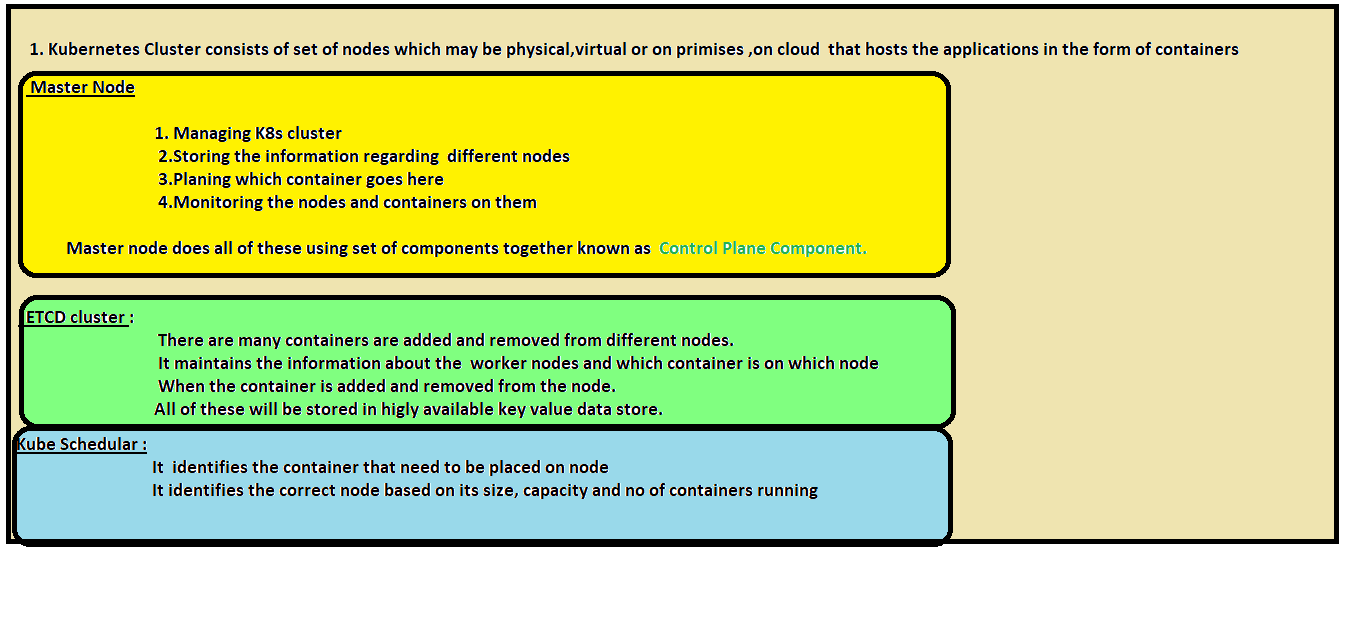 1. Kubernetes Cluster consists of set of nodes which may be physical,virtual or on primises ,on cloud that hosts the applications in the form of containers
Master Node
1. Managing K8s cluster
2.Storing the information regarding different nodes
3.Planing which container goes here
4.Monitoring the nodes and containers on them
Master node does all of these using set of components together known as Control Plane Component.
ETCD cluster :
There are many containers are added and removed from different nodes.
It maintains the information about the worker nodes and which container is on which node
When the container is added and removed from the node.
All of these will be stored in higly available key value data store.
Kube Schedular :
It identifies the container that need to be placed on node
It identifies the correct node based on its size, capacity and no of containers running